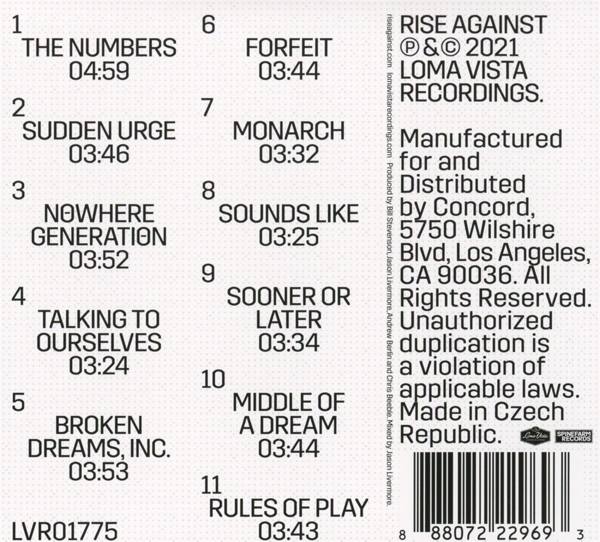 1
THE NUMBERS
04:59
2
SUDDEN URGE
03:46
3
NOWHERE
GENERATION
03:52
4
TALKING TO
OURSELVES
03:24
5
BROKEN
DREAMS, INC.
03:53
LVR01775
6
FORFEIT
03:44
7
MONARCH
03:32
8
SOUNDS LIKE
03:25
9
SOONER OR
LATER
03:34
10
MIDDLE OF
A DREAM
03:44
11
RULES OF PLAY
03:43
riseagainst.com lomavistarecordings.com Produced by Bill Stevenson, Jason Livermore, Andrew Berlin and Chris Beeble. Mixed by Jason Livermore.
RISE AGAINST
℗ & © 2021
LOMA VISTA
RECORDINGS.
Manufactured
for and
Distributed
by Concord,
5750 Wilshire
Blvd, Los Angeles,
CA 90036. All
Rights Reserved.
Unauthorized
duplication is
a violation of
applicable laws.
Made in Czech
Republic.
Loma Vista
SPINEFARM
RECORDS
8 88072 22969 3